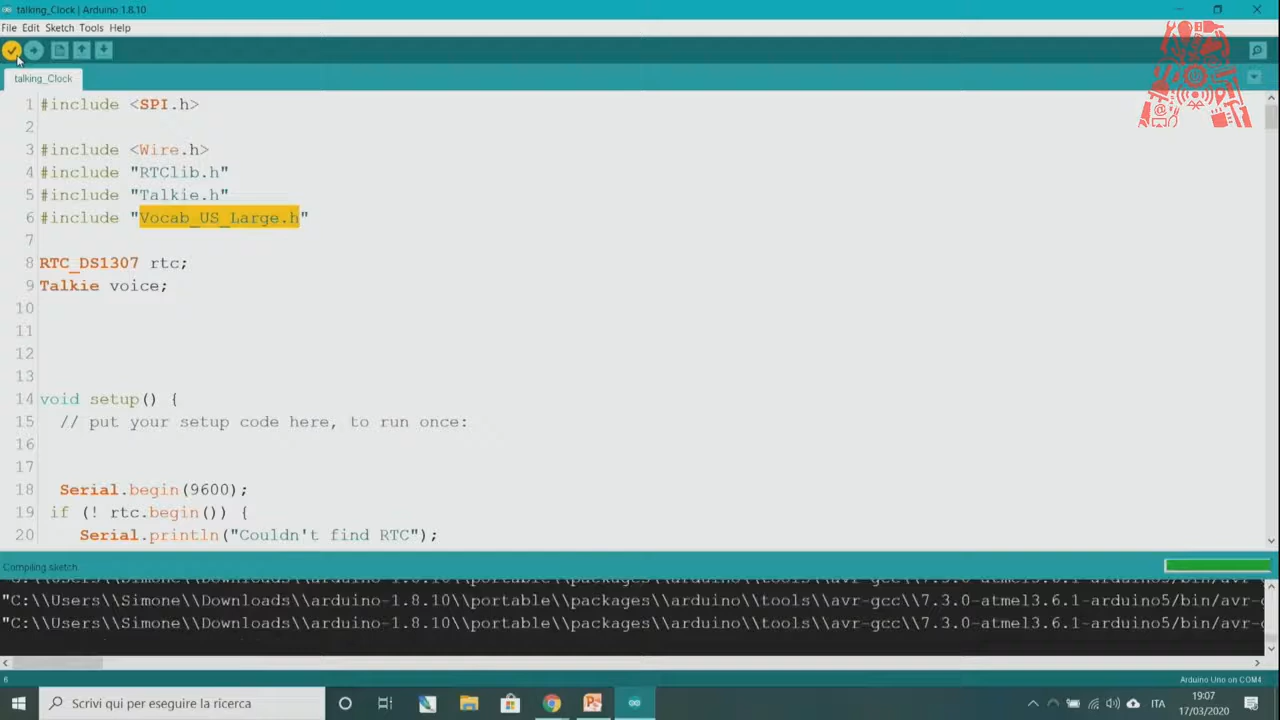 talking_Clock | Arduino 1.8.10
File Edit Sketch Tools Help
talking_Clock
1 #include <SPI.h>
2
3 #include <Wire.h>
4 #include "RTClib.h"
5 #include "Talkie.h"
6 #include "Vocab_US_Large.h"
7
8 RTC_DS1307 rtc;
9 Talkie voice;
10
11
12
13
14 void setup() {
15 // put your setup code here, to run once:
16
17
18 Serial.begin(9600);
19 if (! rtc.begin()) {
20 Serial.println("Couldn't find RTC");
Compiling sketch.
"C:\\Users\\Simone\\Downloads\\arduino-1.8.10\\portable\\packages\\arduino\\tools\\avr-gcc\\7.3.0-atmel3.6.1-arduino5/bin/avr-
"C:\\Users\\Simone\\Downloads\\arduino-1.8.10\\portable\\packages\\arduino\\tools\\avr-gcc\\7.3.0-atmel3.6.1-arduino5/bin/avr-
6
Arduino Uno on COM4
Scrivi qui per eseguire la ricerca
ITA
19:07
17/03/2020